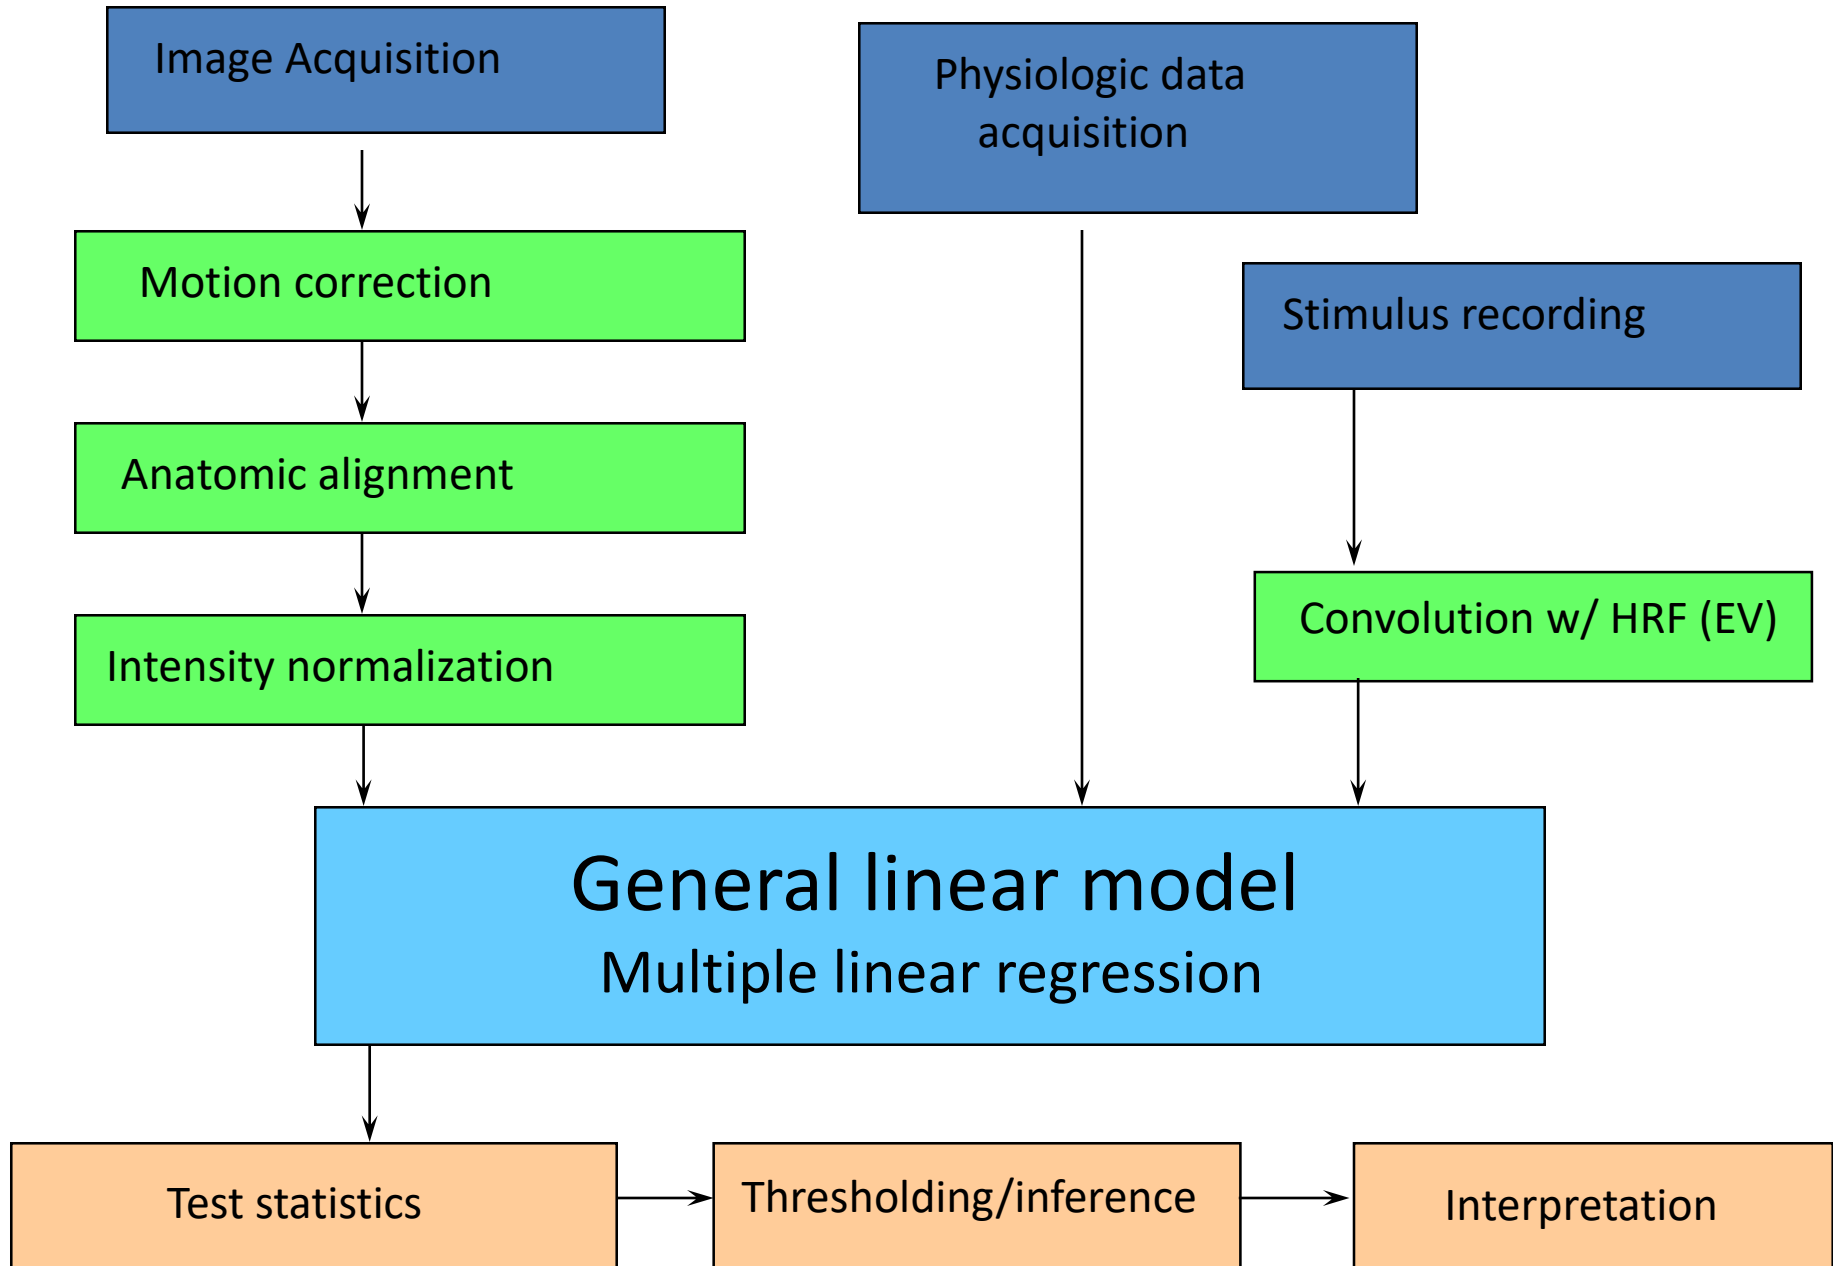 Image Acquisition
Physiologic data
acquisition
Motion correction
Stimulus recording
Anatomic alignment
Convolution w/ HRF (EV)
Intensity normalization
General linear model
Multiple linear regression
Test statistics
Thresholding/inference
Interpretation